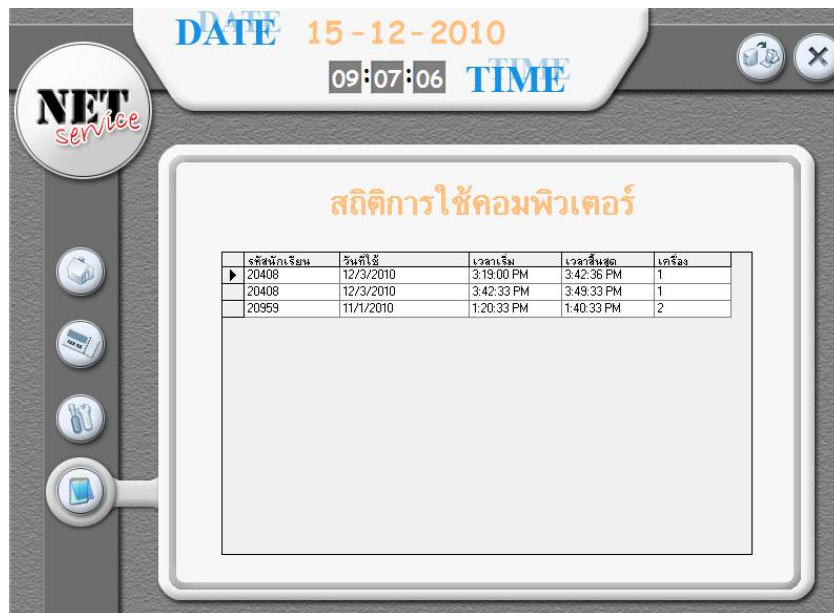 DATE 15-12-2010
09:07:06 TIME
NET
service
สถิติการใช้คอมพิวเตอร์
รหัสนักเรียน วันที่ใช้ เวลาเริ่ม เวลาสิ้นสุด เครื่อง
20408 12/3/2010 3:19:00 PM 3:42:36 PM 1
20408 12/3/2010 3:42:33 PM 3:49:33 PM 1
20959 11/1/2010 1:20:33 PM 1:40:33 PM 2